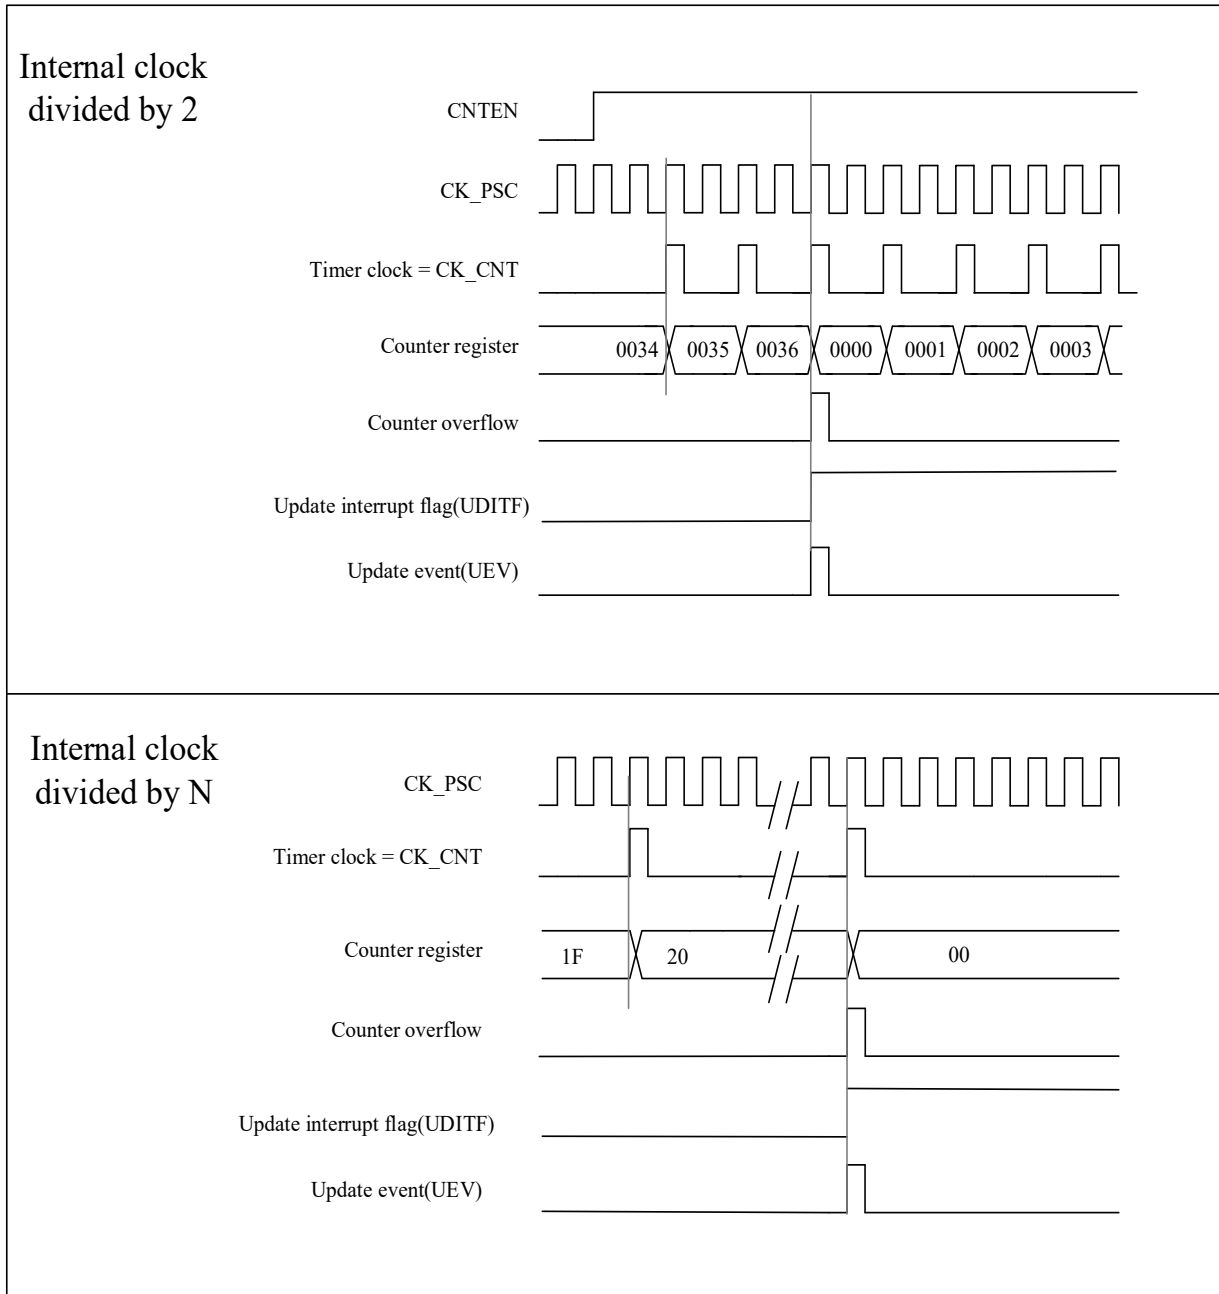 Internal clock
divided by 2
CNTEN
CK_PSC
Timer clock = CK_CNT
Counter register
0034 0035 0036 0000 0001 0002 0003
Counter overflow
Update interrupt flag(UDITF)
Update event(UEV)
Internal clock
divided by N
CK_PSC
Timer clock = CK_CNT
Counter register
1F 20 00
Counter overflow
Update interrupt flag(UDITF)
Update event(UEV)